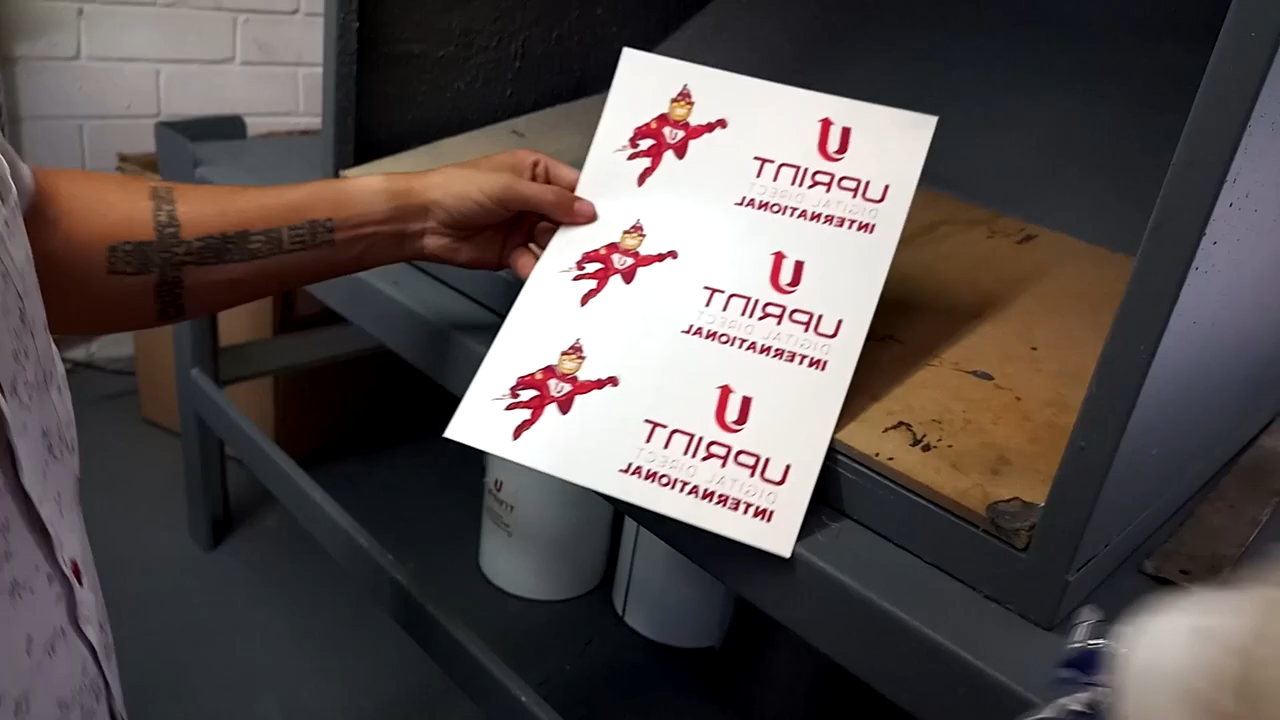 U
UPRINT
DIGITAL DIRECT
INTERNATIONAL
U
U
UPRINT
DIGITAL DIRECT
INTERNATIONAL
U
U
UPRINT
DIGITAL DIRECT
INTERNATIONAL
U
U